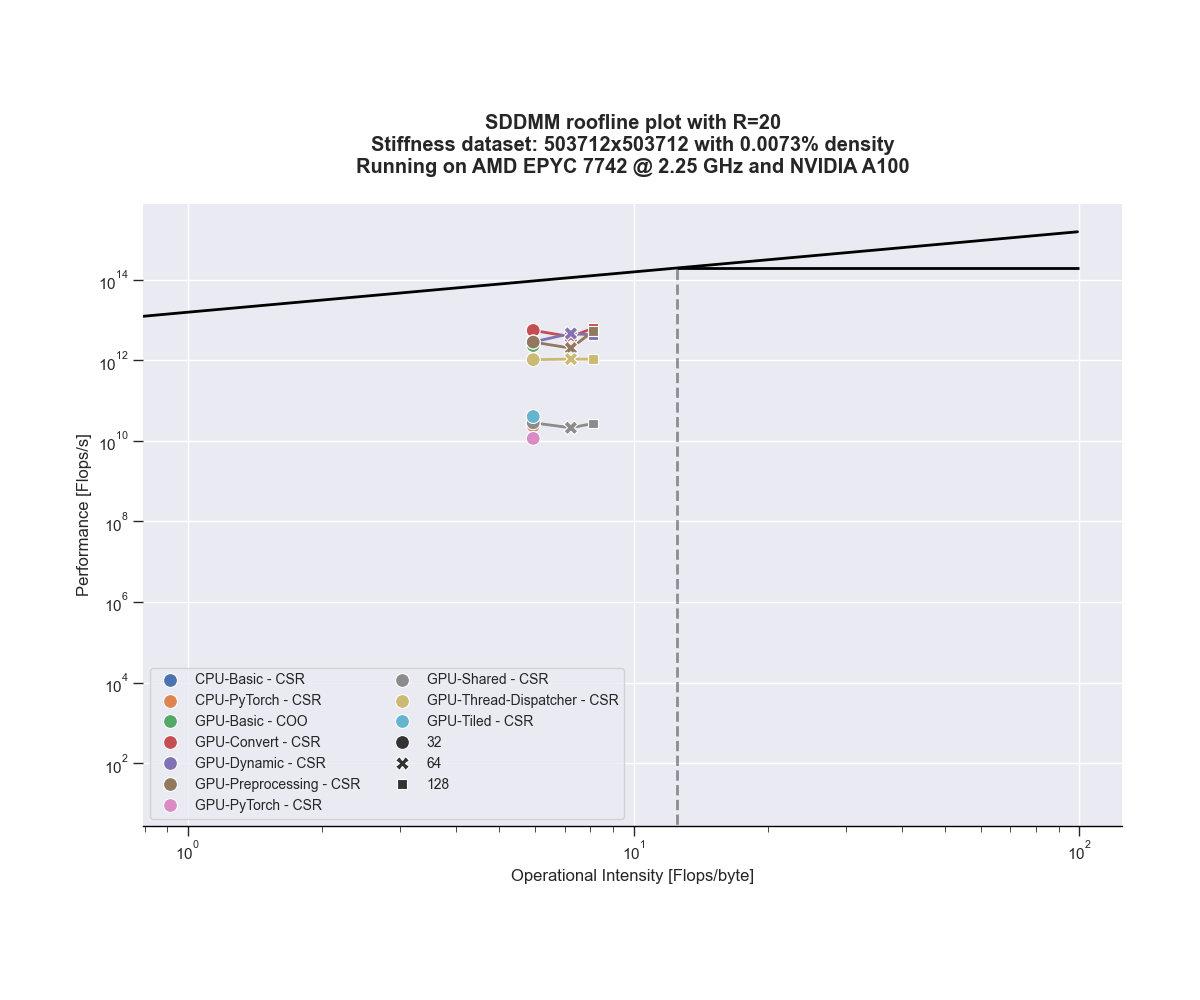 SDDMM roofline plot with R=20
Stiffness dataset: 503712x503712 with 0.0073% density
Running on AMD EPYC 7742 @ 2.25 GHz and NVIDIA A100
Performance [Flops/s]
10^14
10^12
10^10
10^8
10^6
10^4
10^2
CPU-Basic - CSR
CPU-PyTorch - CSR
GPU-Basic - COO
GPU-Convert - CSR
GPU-Dynamic - CSR
GPU-Preprocessing - CSR
GPU-PyTorch - CSR
GPU-Shared - CSR
GPU-Thread-Dispatcher - CSR
GPU-Tiled - CSR
32
64
128
10^0 10^1 10^2
Operational Intensity [Flops/byte]